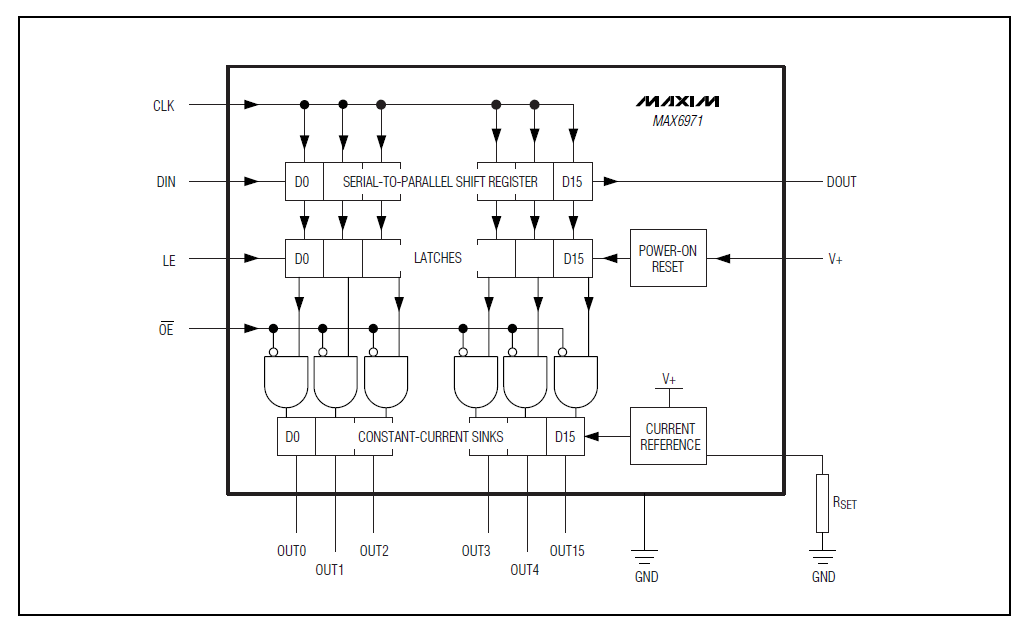 CLK
MAXIM
MAX6971
DIN
D0
SERIAL-TO-PARALLEL SHIFT REGISTER
D15
DOUT
LE
D0
LATCHES
D15
POWER-ON
RESET
V+
OE
V+
D0
CONSTANT-CURRENT SINKS
D15
CURRENT
REFERENCE
RSET
OUT0
OUT1
OUT2
OUT3
OUT4
OUT15
GND
GND